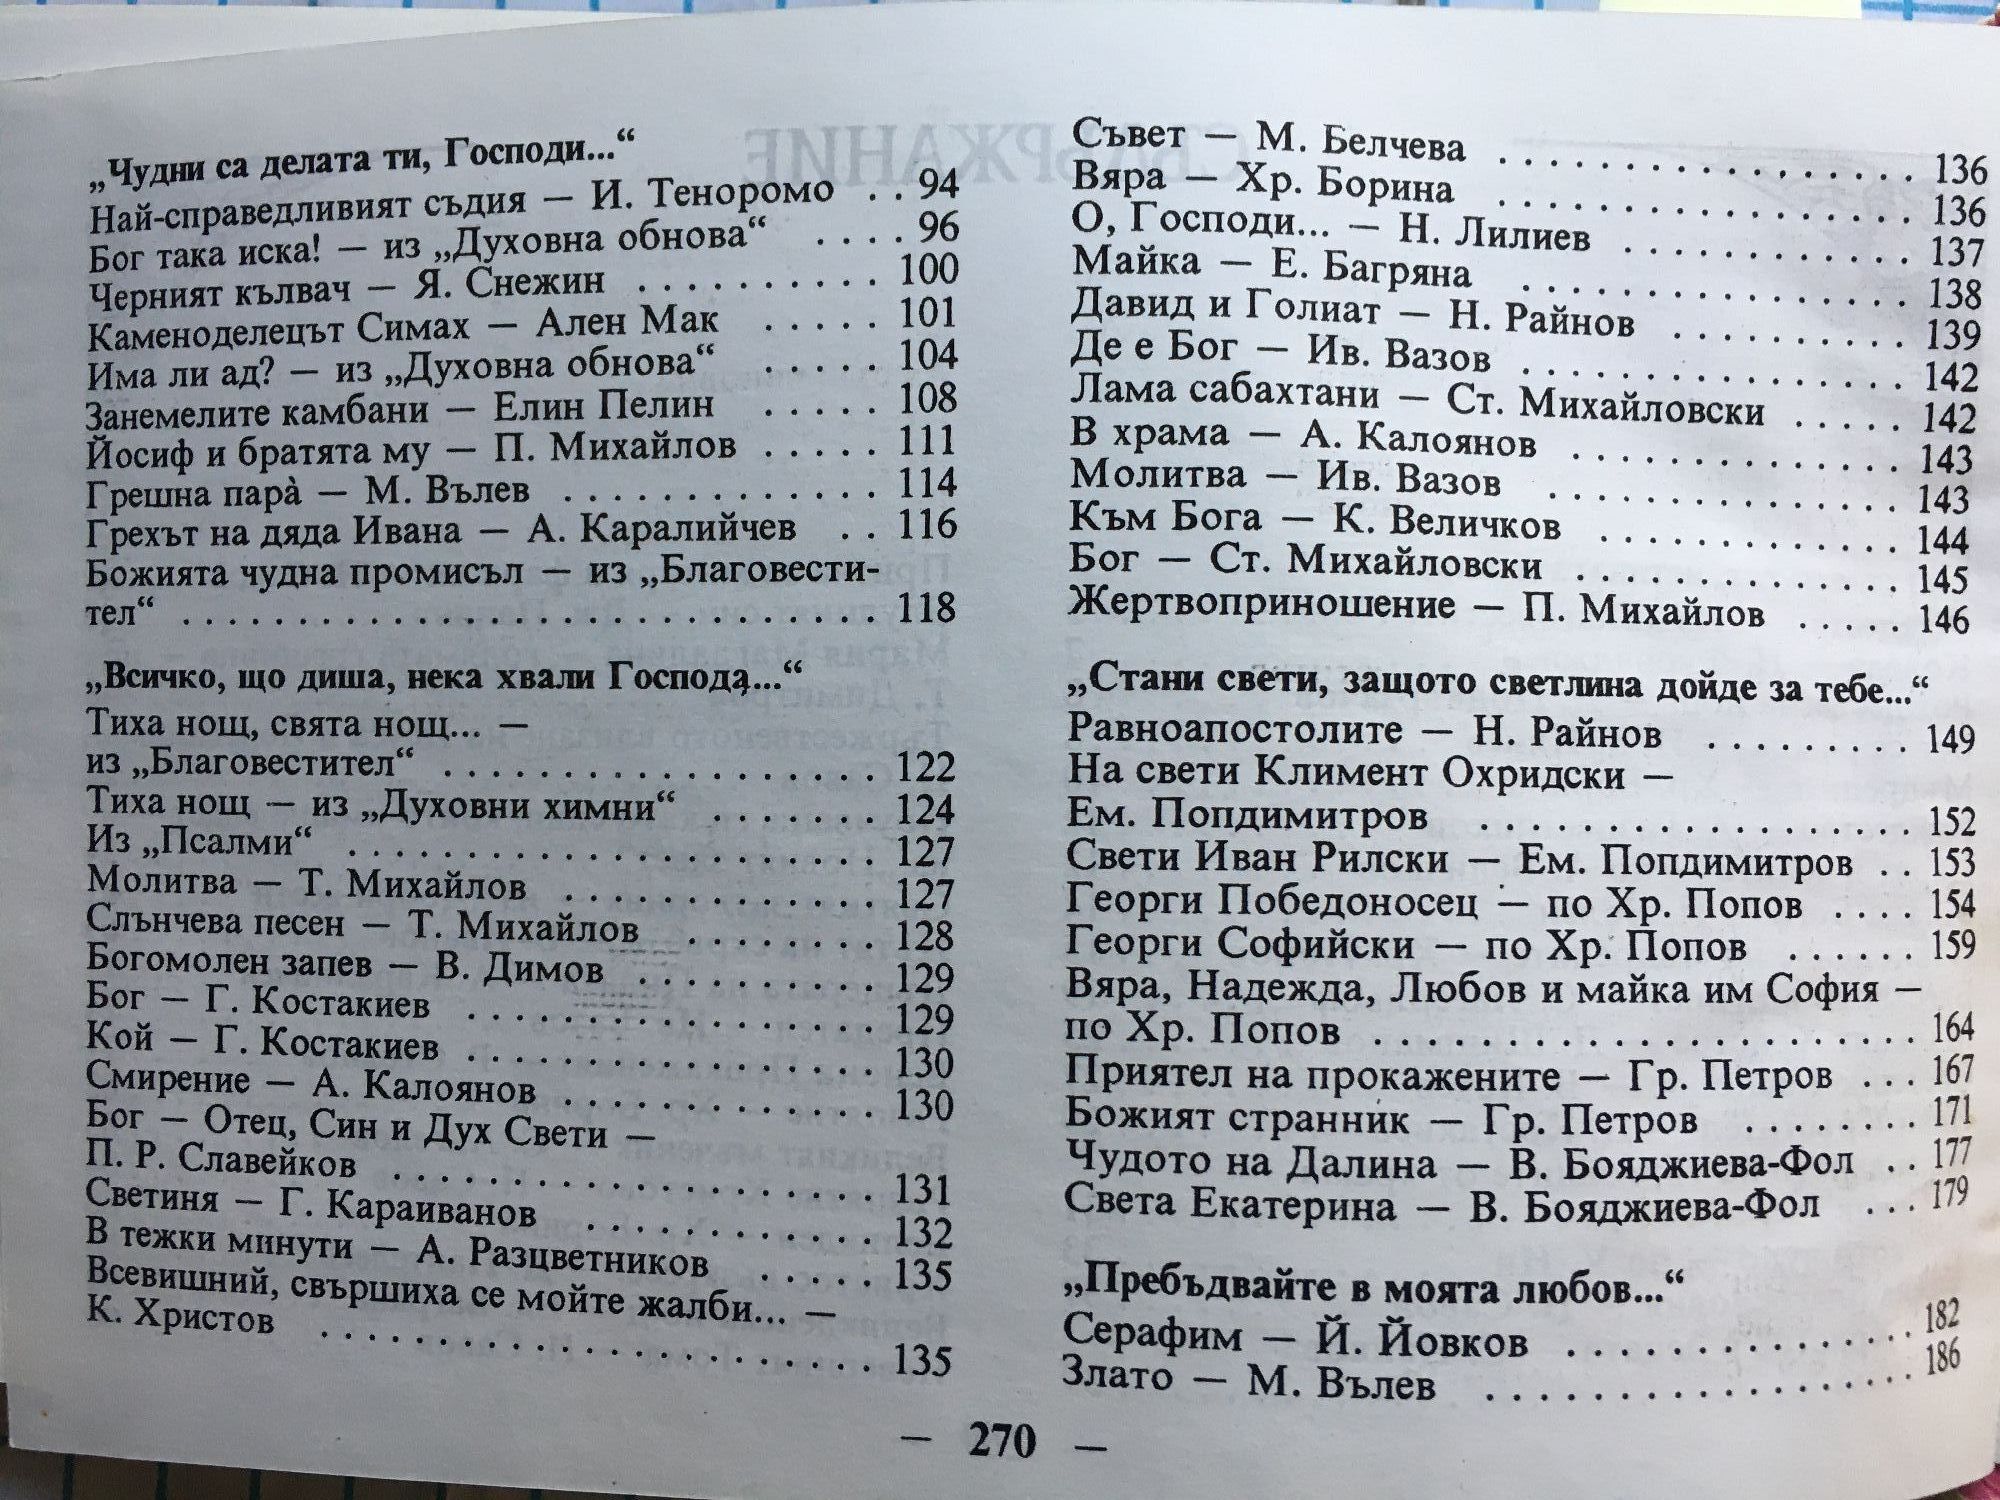 „Чудни са делата ти, Господи...“
Най-справедливият съдия — И. Теноромо . . 94
Бог така иска! — из „Духовна обнова“ . . . . 96
Черният кълвач — Я. Снежин . . . . . . . . . . 100
Каменоделецът Симах — Ален Мак . . . . . 101
Има ли ад? — из „Духовна обнова“ . . . . . 104
Занемелите камбани — Елин Пелин . . . . . 108
Йосиф и братята му — П. Михайлов . . . . . 111
Грешна парà — М. Вълев . . . . . . . . . . . . . 114
Грехът на дяда Ивана — А. Каралийчев . . 116
Божията чудна промисъл — из „Благовести-
тел“ . . . . . . . . . . . . . . . . . . . . . . . . . . . . . 118
„Всичко, що диша, нека хвали Господа...“
Тиха нощ, свята нощ... —
из „Благовестител“ . . . . . . . . . . . . . . . . . . 122
Тиха нощ — из „Духовни химни“ . . . . . . . 124
Из „Псалми“ . . . . . . . . . . . . . . . . . . . . . . 127
Молитва — Т. Михайлов . . . . . . . . . . . . . 127
Слънчева песен — Т. Михайлов . . . . . . . . 128
Богомолен запев — В. Димов . . . . . . . . . . 129
Бог — Г. Костакиев . . . . . . . . . . . . . . . . . 129
Кой — Г. Костакиев . . . . . . . . . . . . . . . . . 130
Смирение — А. Калоянов . . . . . . . . . . . . . 130
Бог — Отец, Син и Дух Свети —
П. Р. Славейков . . . . . . . . . . . . . . . . . . . . 131
Светиня — Г. Караиванов . . . . . . . . . . . . 132
В тежки минути — А. Разцветников . . . . . 135
Всевишний, свършиха се мойте жалби... —
К. Христов . . . . . . . . . . . . . . . . . . . . . . . 135
Съвет — М. Белчева . . . . . . . . . . . . . . . . . 136
Вяра — Хр. Борина . . . . . . . . . . . . . . . . . 136
О, Господи... — Н. Лилиев . . . . . . . . . . . . 137
Майка — Е. Багряна . . . . . . . . . . . . . . . . 138
Давид и Голиат — Н. Райнов . . . . . . . . . . 139
Де е Бог — Ив. Вазов . . . . . . . . . . . . . . . . 142
Лама сабахтани — Ст. Михайловски . . . . . 142
В храма — А. Калоянов . . . . . . . . . . . . . . 143
Молитва — Ив. Вазов . . . . . . . . . . . . . . . 143
Към Бога — К. Величков . . . . . . . . . . . . . 144
Бог — Ст. Михайловски . . . . . . . . . . . . . . 145
Жертвоприношение — П. Михайлов . . . . . 146
„Стани свети, защото светлина дойде за тебе...“
Равноапостолите — Н. Райнов . . . . . . . . . 149
На свети Климент Охридски —
Ем. Попдимитров . . . . . . . . . . . . . . . . . . 152
Свети Иван Рилски — Ем. Попдимитров . . 153
Георги Победоносец — по Хр. Попов . . . . 154
Георги Софийски — по Хр. Попов . . . . . . 159
Вяра, Надежда, Любов и майка им София —
по Хр. Попов . . . . . . . . . . . . . . . . . . . . . . 164
Приятел на прокажените — Гр. Петров . . . 167
Божият странник — Гр. Петров . . . . . . . . 171
Чудото на Далина — В. Бояджиева-Фол . . 177
Света Екатерина — В. Бояджиева-Фол . . . 179
„Пребъдвайте в моята любов...“
Серафим — Й. Йовков . . . . . . . . . . . . . . . 182
Злато — М. Вълев . . . . . . . . . . . . . . . . . . 186
— 270 —